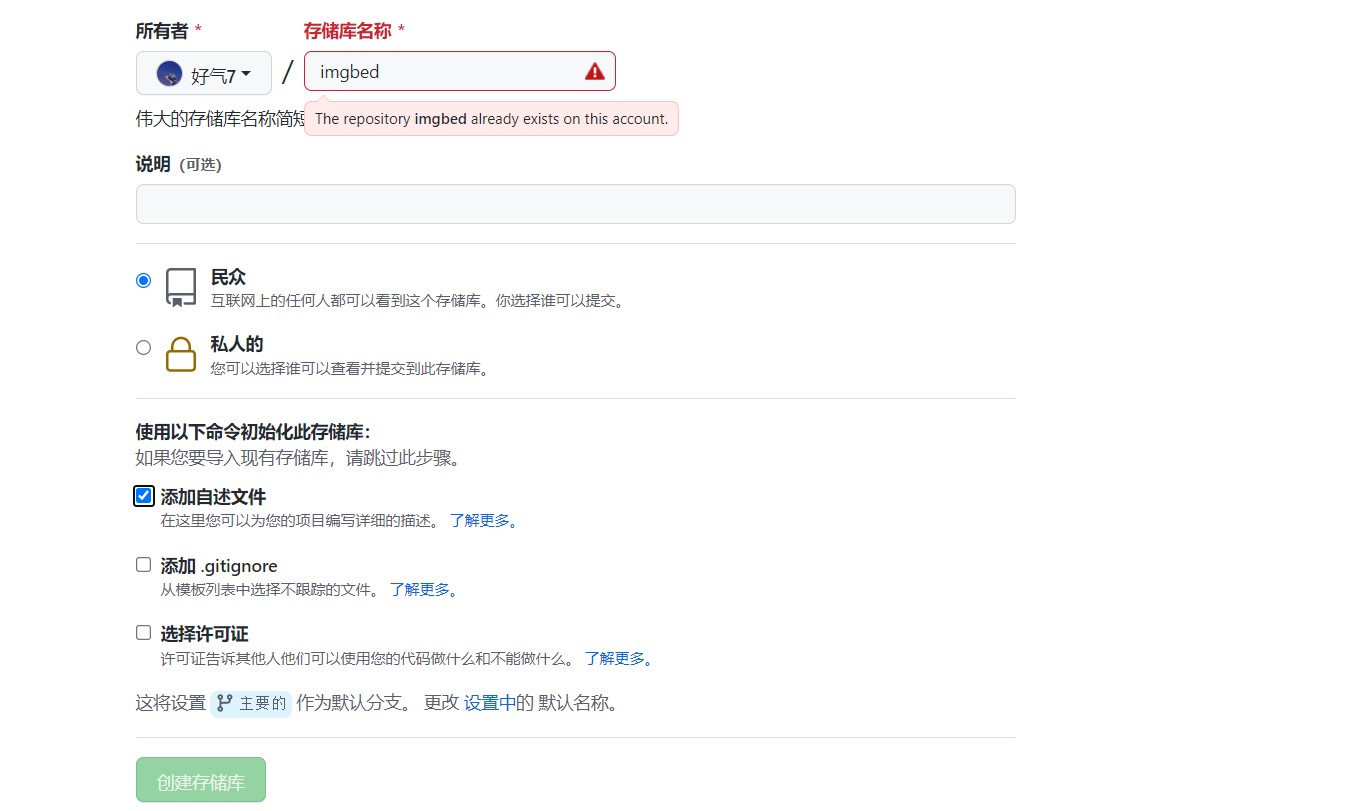 所有者 *
存储库名称 *
好气7
/
imgbed
伟大的存储库名称简短
The repository imgbed already exists on this account.
说明 (可选)
民众
互联网上的任何人都可以看到这个存储库。你选择谁可以提交。
私人的
您可以选择谁可以查看并提交到此存储库。
使用以下命令初始化此存储库：
如果您要导入现有存储库，请跳过此步骤。
添加自述文件
在这里您可以为您的项目编写详细的描述。 了解更多。
添加 .gitignore
从模板列表中选择不跟踪的文件。 了解更多。
选择许可证
许可证告诉其他人他们可以使用您的代码做什么和不能做什么。 了解更多。
这将设置 主要的 作为默认分支。 更改 设置中的 默认名称。
创建存储库